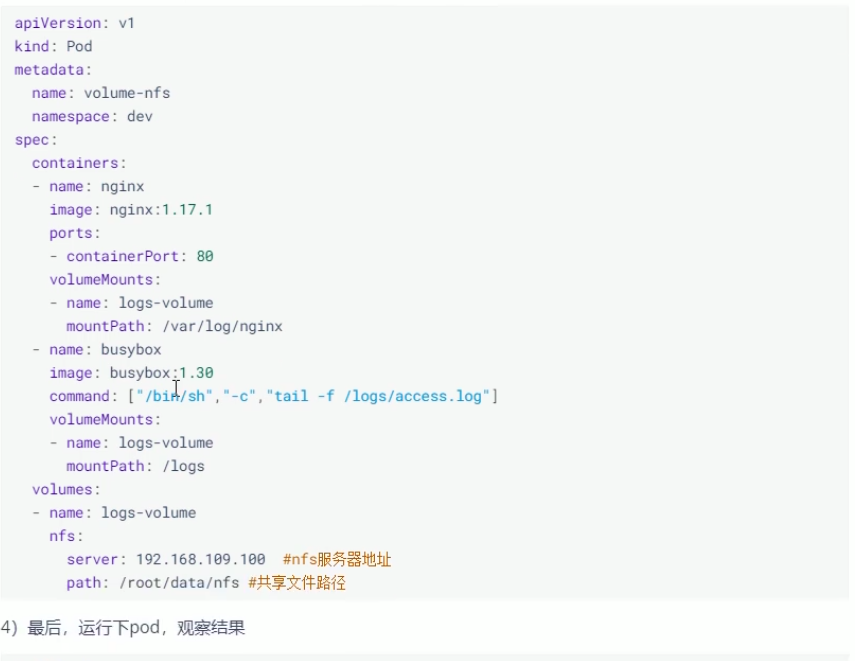 apiVersion: v1
kind: Pod
metadata:
  name: volume-nfs
  namespace: dev
spec:
  containers:
  - name: nginx
    image: nginx:1.17.1
    ports:
    - containerPort: 80
    volumeMounts:
    - name: logs-volume
      mountPath: /var/log/nginx
  - name: busybox
    image: busybox:1.30
    command: ["/bin/sh","-c","tail -f /logs/access.log"]
    volumeMounts:
    - name: logs-volume
      mountPath: /logs
  volumes:
  - name: logs-volume
    nfs:
      server: 192.168.109.100  #nfs服务器地址
      path: /root/data/nfs #共享文件路径
4）最后，运行下pod，观察结果